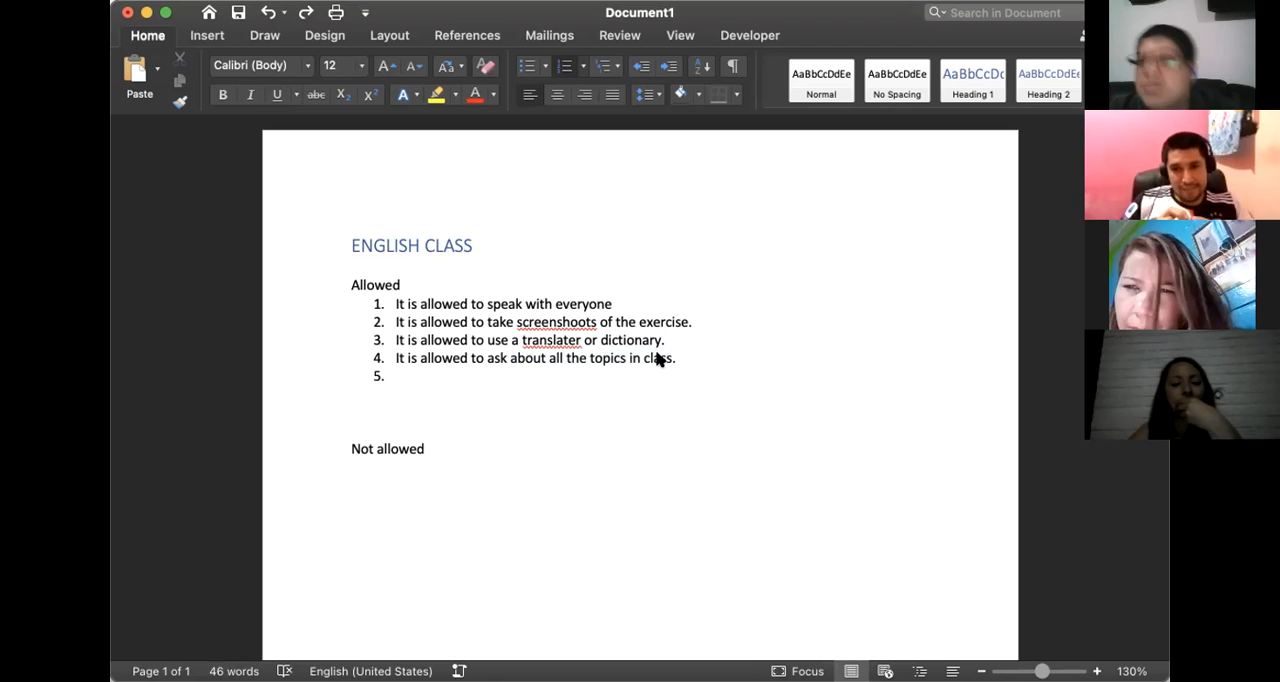 Document1
Search in Document
Home Insert Draw Design Layout References Mailings Review View Developer
Paste
Calibri (Body) 12
AaBbCcDdEe
Normal
AaBbCcDdEe
No Spacing
AaBbCcDc
Heading 1
AaBbCcDdEe
Heading 2
ENGLISH CLASS
Allowed
1. It is allowed to speak with everyone
2. It is allowed to take screenshoots of the exercise.
3. It is allowed to use a translater or dictionary.
4. It is allowed to ask about all the topics in class.
5.
Not allowed
Page 1 of 1 46 words English (United States) Focus 130%